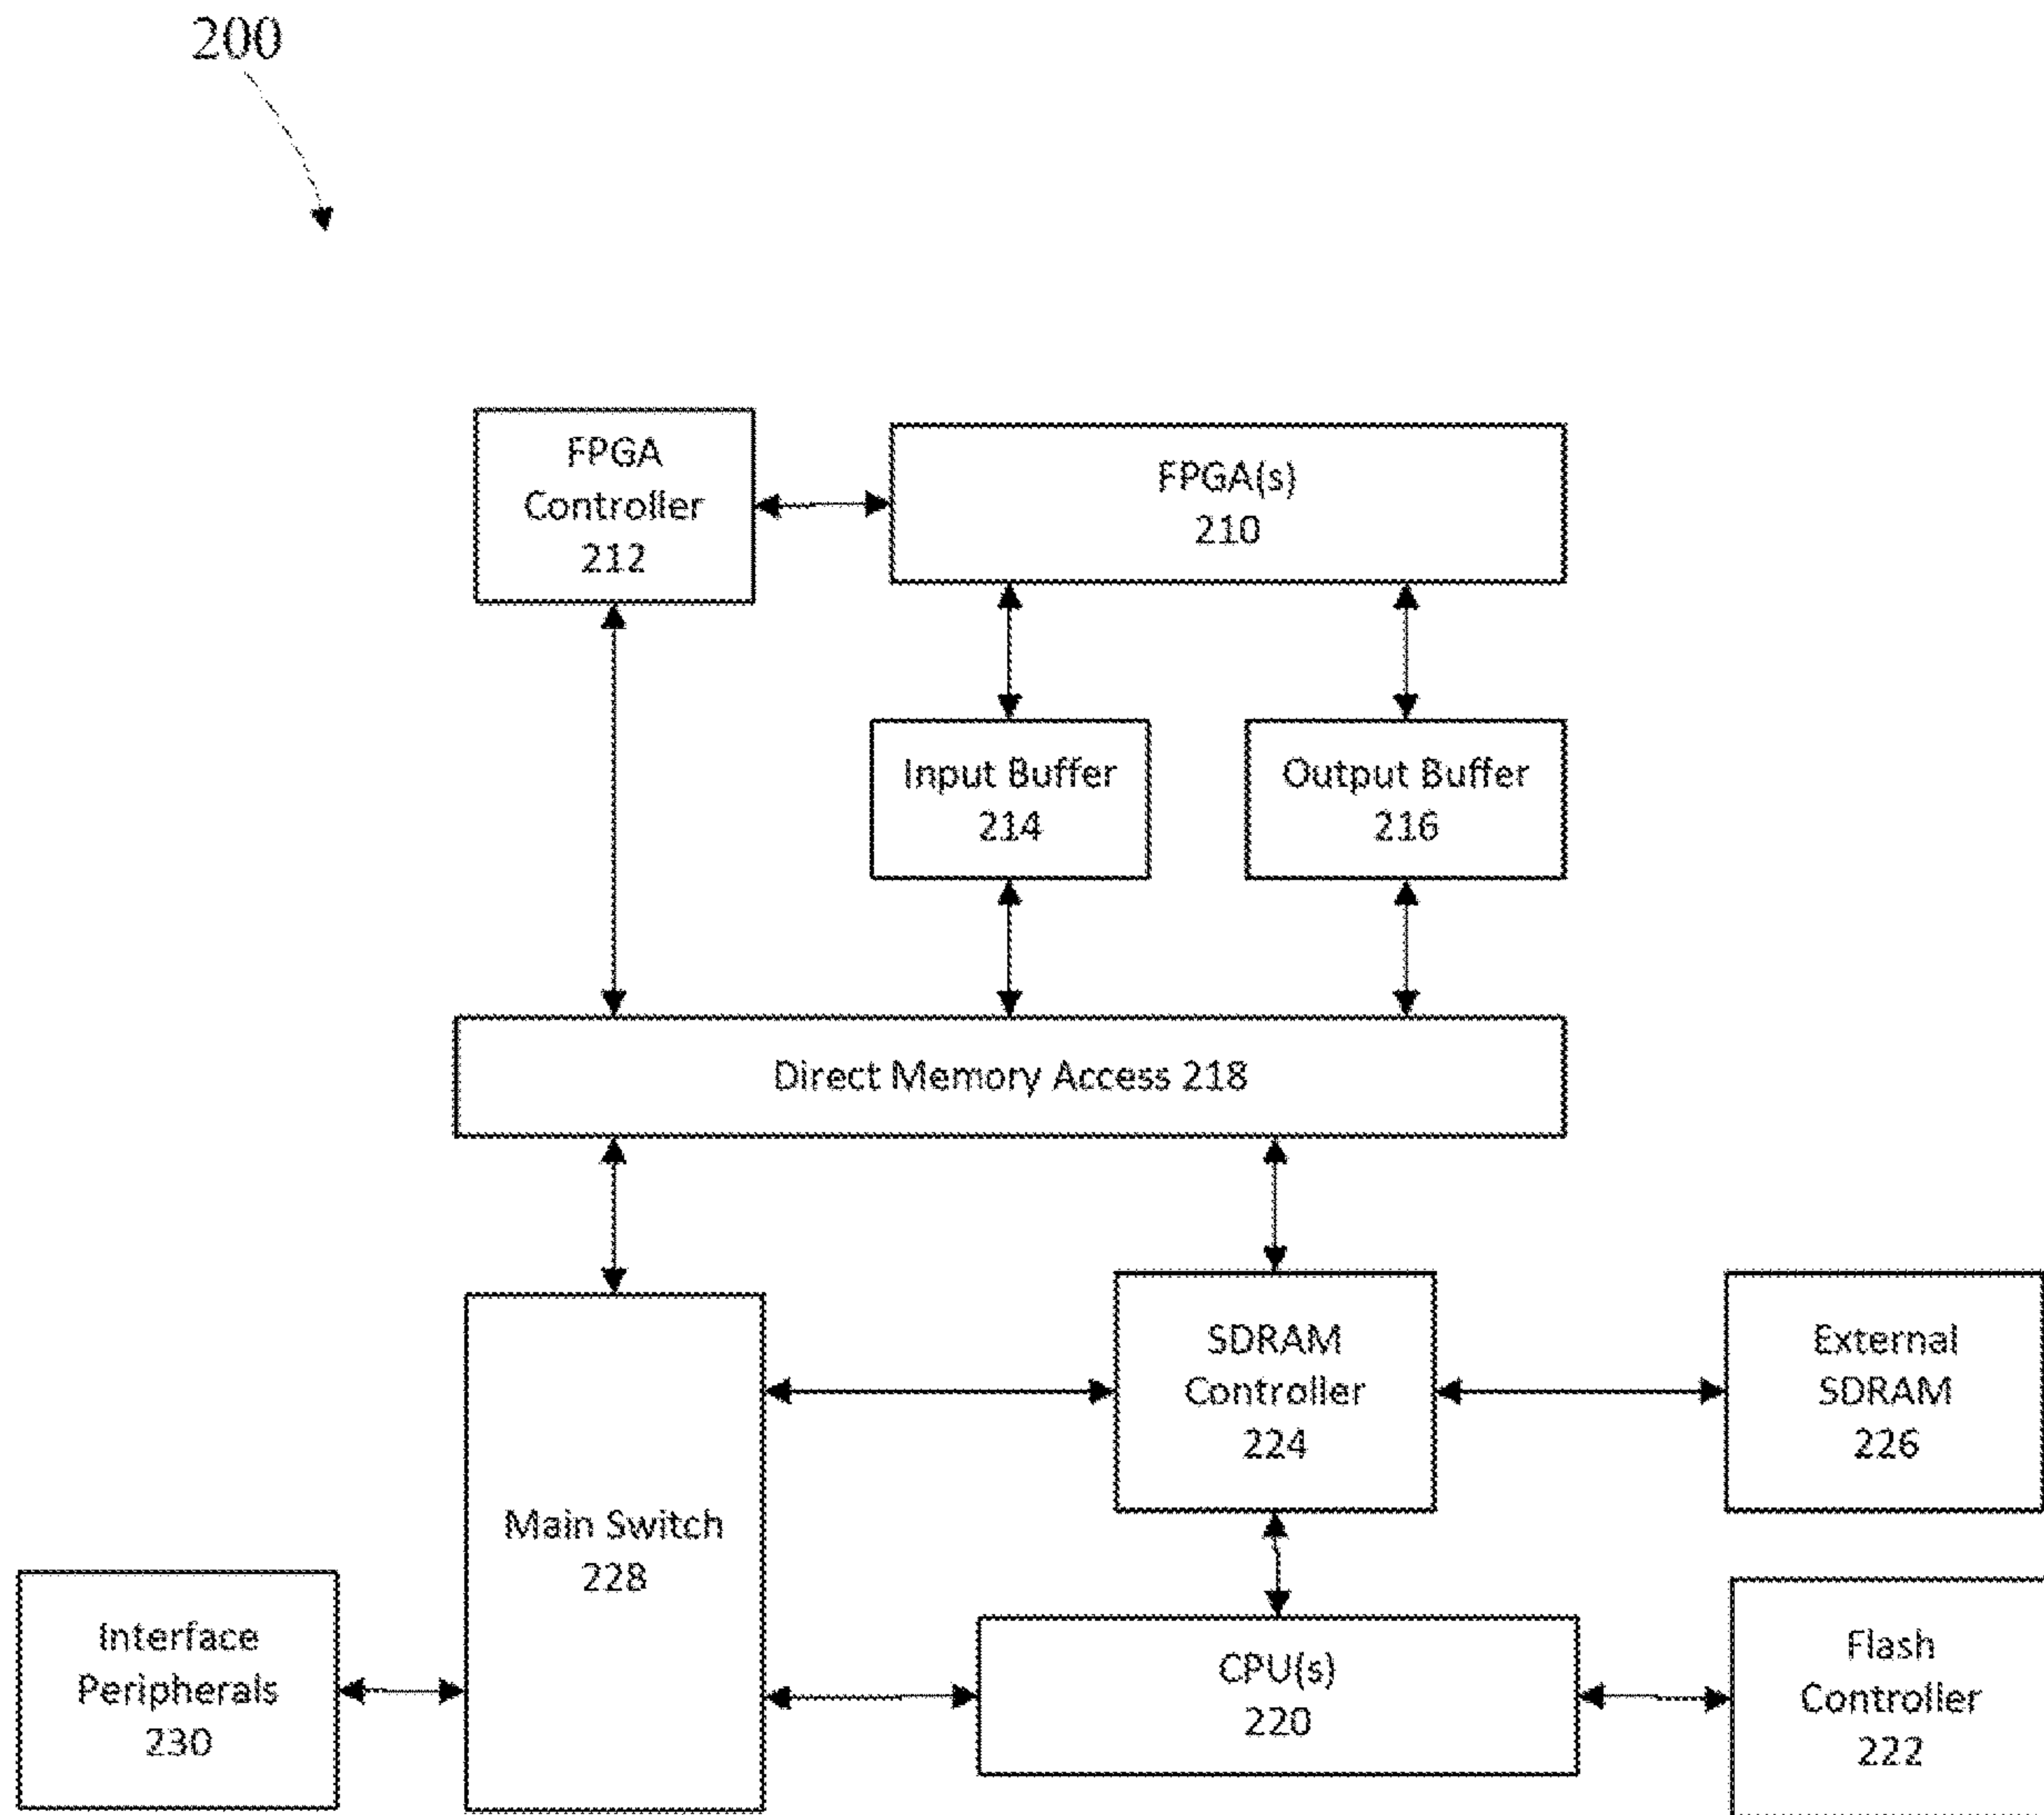 200
FPGA
Controller
212
FPGA(s)
210
Input Buffer
214
Output Buffer
216
Direct Memory Access 218
Main Switch
228
SDRAM
Controller
224
External
SDRAM
226
Interface
Peripherals
230
CPU(s)
220
Flash
Controller
222